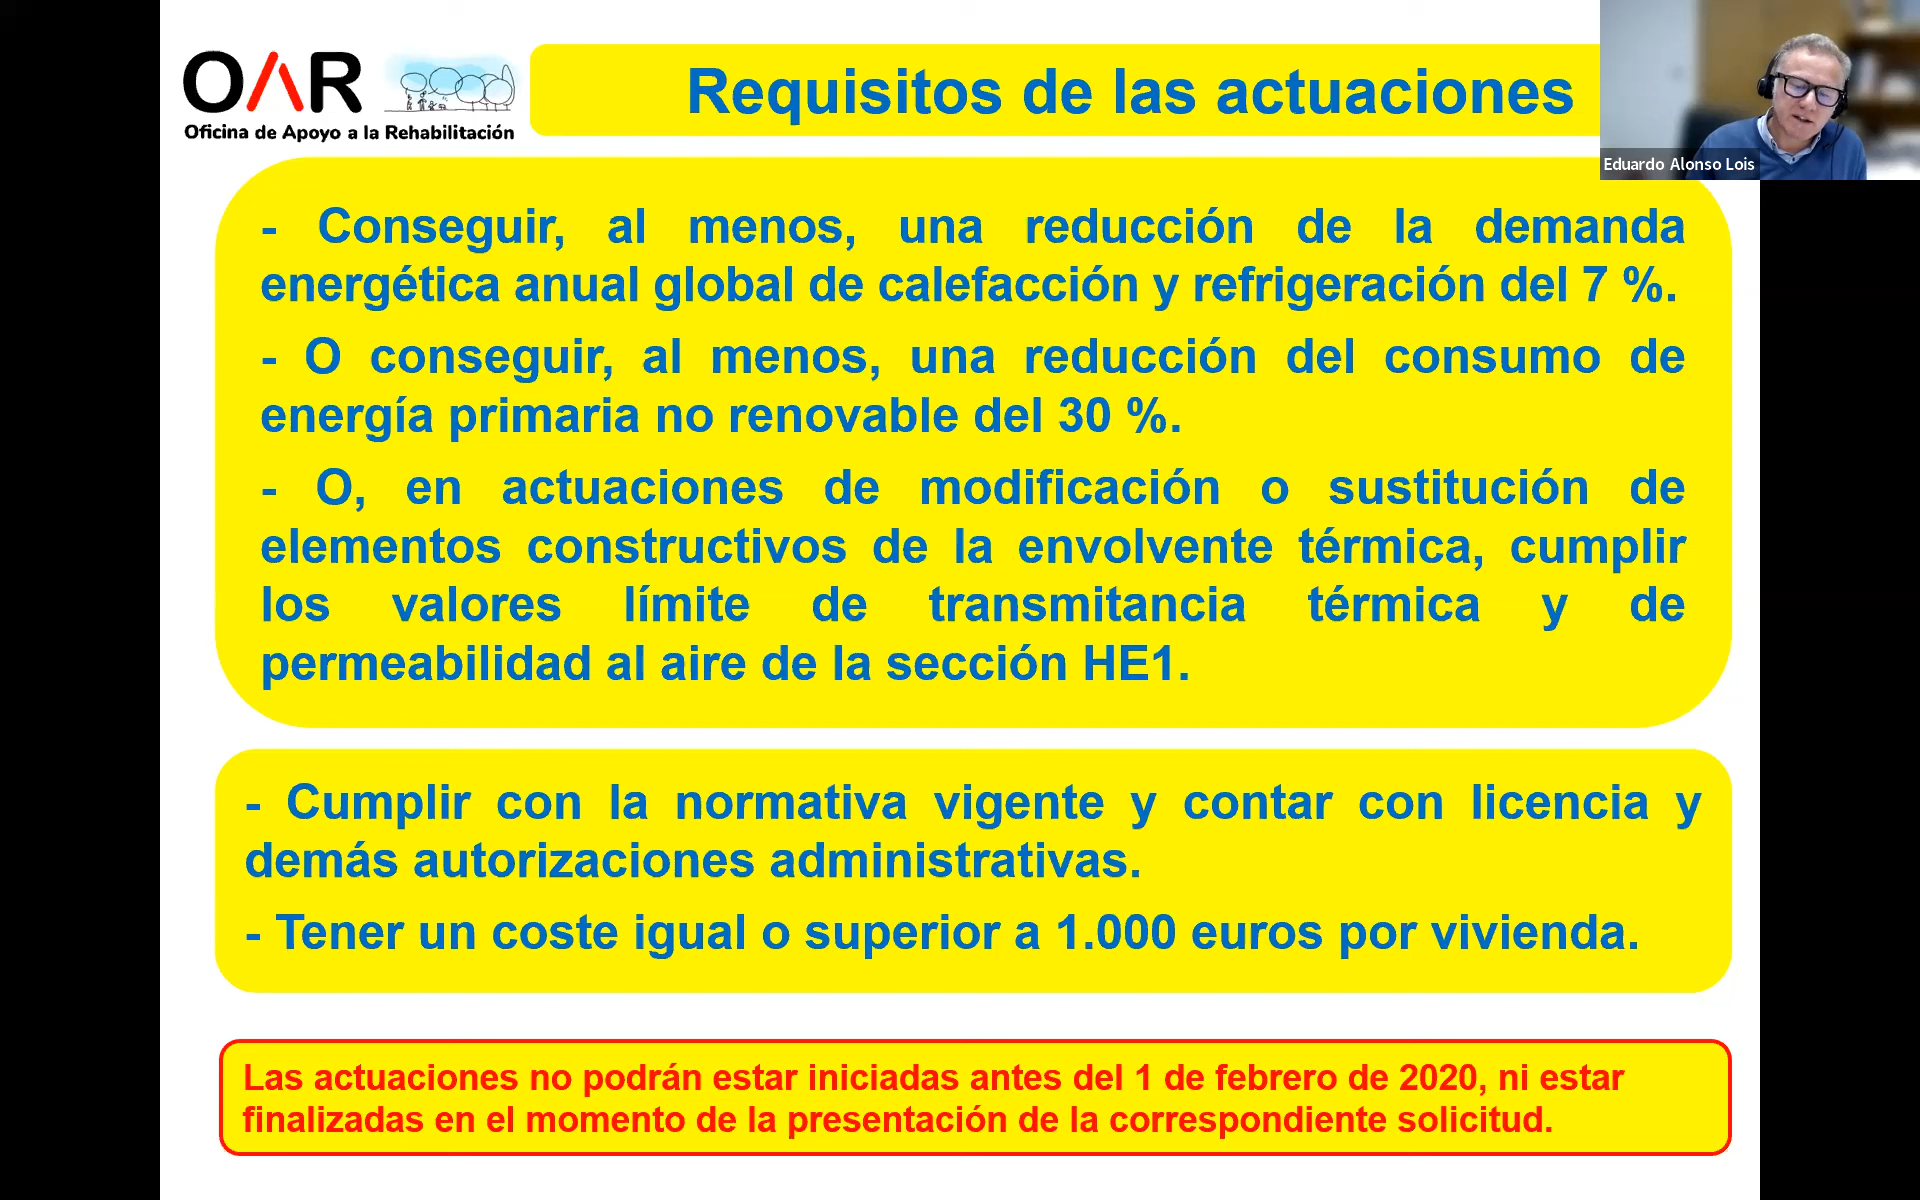 OAR
Oficina de Apoyo a la Rehabilitación
Requisitos de las actuaciones
Eduardo Alonso Lois
- Conseguir, al menos, una reducción de la demanda
energética anual global de calefacción y refrigeración del 7 %.
- O conseguir, al menos, una reducción del consumo de
energía primaria no renovable del 30 %.
- O, en actuaciones de modificación o sustitución de
elementos constructivos de la envolvente térmica, cumplir
los valores límite de transmitancia térmica y de
permeabilidad al aire de la sección HE1.
- Cumplir con la normativa vigente y contar con licencia y
demás autorizaciones administrativas.
- Tener un coste igual o superior a 1.000 euros por vivienda.
Las actuaciones no podrán estar iniciadas antes del 1 de febrero de 2020, ni estar
finalizadas en el momento de la presentación de la correspondiente solicitud.